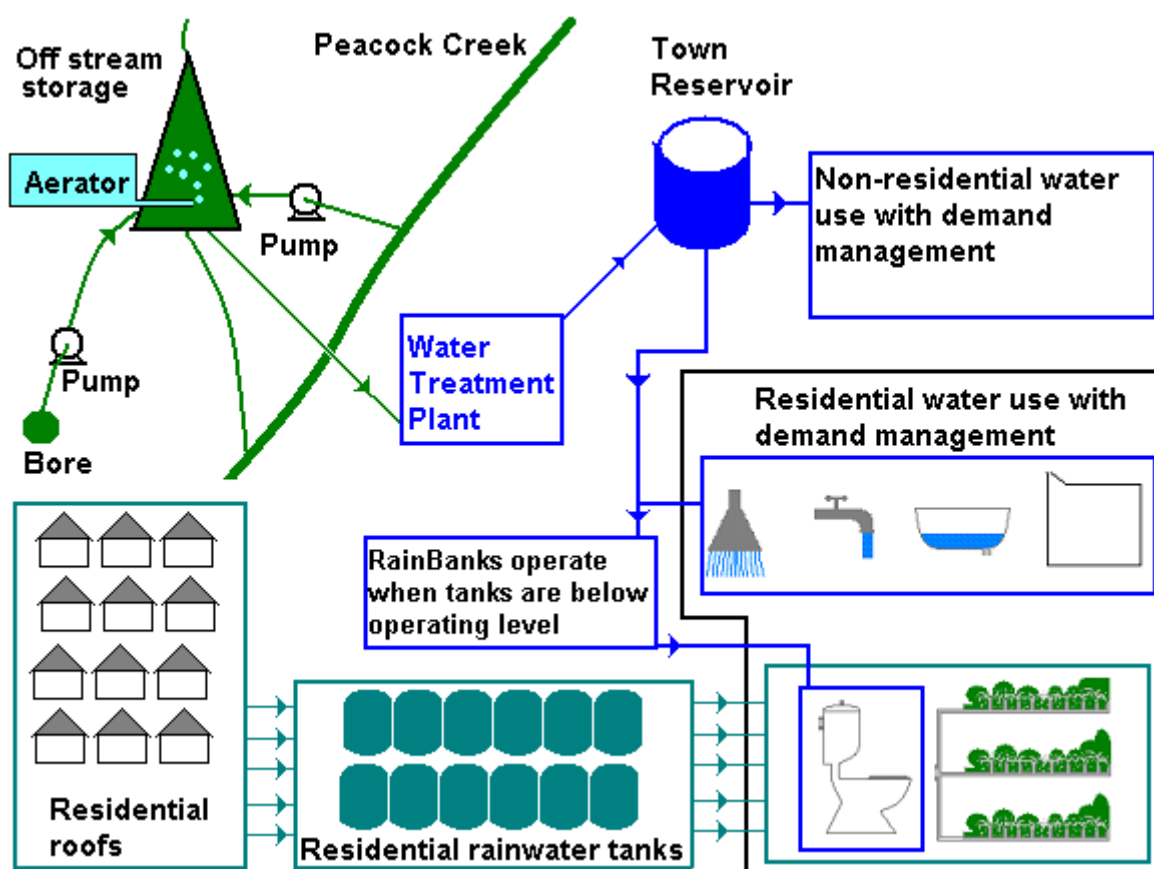 Peacock Creek
Off stream
storage
Town
Reservoir
Aerator
Pump
Non-residential water
use with demand
management
Pump
Water
Treatment
Plant
Bore
Residential water use with
demand management
RainBanks operate
when tanks are below
operating level
Residential
roofs
Residential rainwater tanks